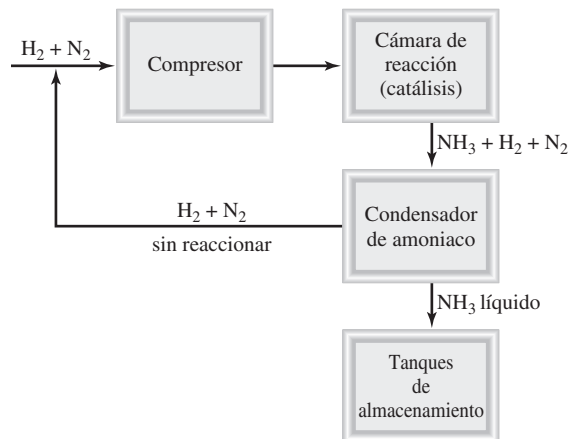 H₂ + N₂
Compresor
Cámara de
reacción
(catálisis)
NH₃ + H₂ + N₂
H₂ + N₂
sin reaccionar
Condensador
de amoniaco
NH₃ líquido
Tanques
de
almacenamiento